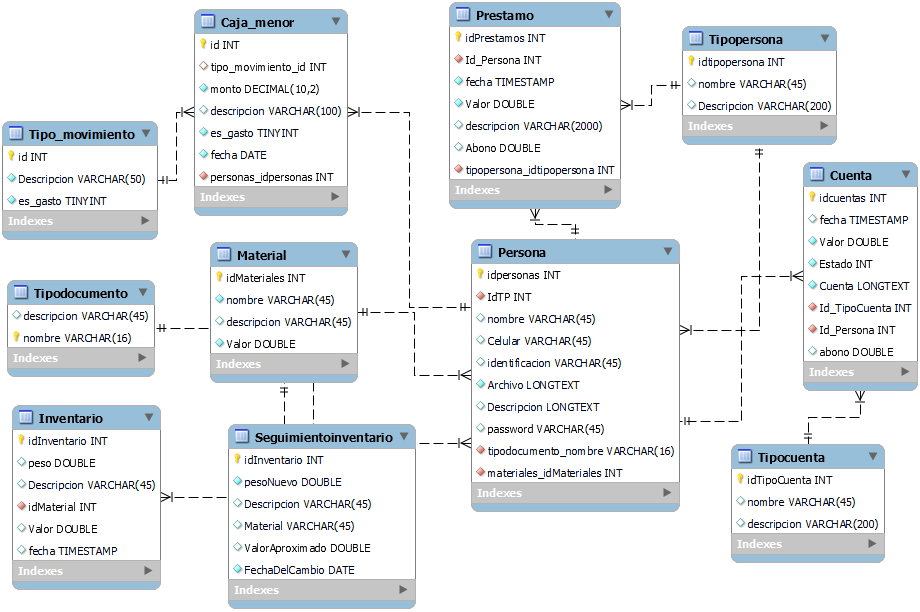 Caja_menor
id INT
tipo_movimiento_id INT
monto DECIMAL(10,2)
descripcion VARCHAR(100)
es_gasto TINYINT
fecha DATE
personas_idpersonas INT
Indexes
Prestamo
idPrestamos INT
Id_Persona INT
fecha TIMESTAMP
Valor DOUBLE
descripcion VARCHAR(2000)
Abono DOUBLE
tipopersona_idtipopersona INT
Indexes
Tipopersona
idtipopersona INT
nombre VARCHAR(45)
Descripcion VARCHAR(200)
Indexes
Tipo_movimiento
id INT
Descripcion VARCHAR(50)
es_gasto TINYINT
Indexes
Cuenta
idcuentas INT
fecha TIMESTAMP
Valor DOUBLE
Estado INT
Cuenta LONGTEXT
Id_TipoCuenta INT
Id_Persona INT
abono DOUBLE
Indexes
Material
idMateriales INT
nombre VARCHAR(45)
descripcion VARCHAR(45)
Valor DOUBLE
Indexes
Persona
idpersonas INT
IdTP INT
nombre VARCHAR(45)
Celular VARCHAR(45)
identificacion VARCHAR(45)
Archivo LONGTEXT
Descripcion LONGTEXT
password VARCHAR(45)
tipodocumento_nombre VARCHAR(16)
materiales_idMateriales INT
Indexes
Tipodocumento
descripcion VARCHAR(45)
nombre VARCHAR(16)
Indexes
Inventario
idInventario INT
peso DOUBLE
Descripcion VARCHAR(45)
idMaterial INT
Valor DOUBLE
fecha TIMESTAMP
Indexes
Seguimientoinventario
idInventario INT
pesoNuevo DOUBLE
Descripcion VARCHAR(45)
Material VARCHAR(45)
ValorAproximado DOUBLE
FechaDelCambio DATE
Indexes
Tipocuenta
idTipoCuenta INT
nombre VARCHAR(45)
descripcion VARCHAR(200)
Indexes